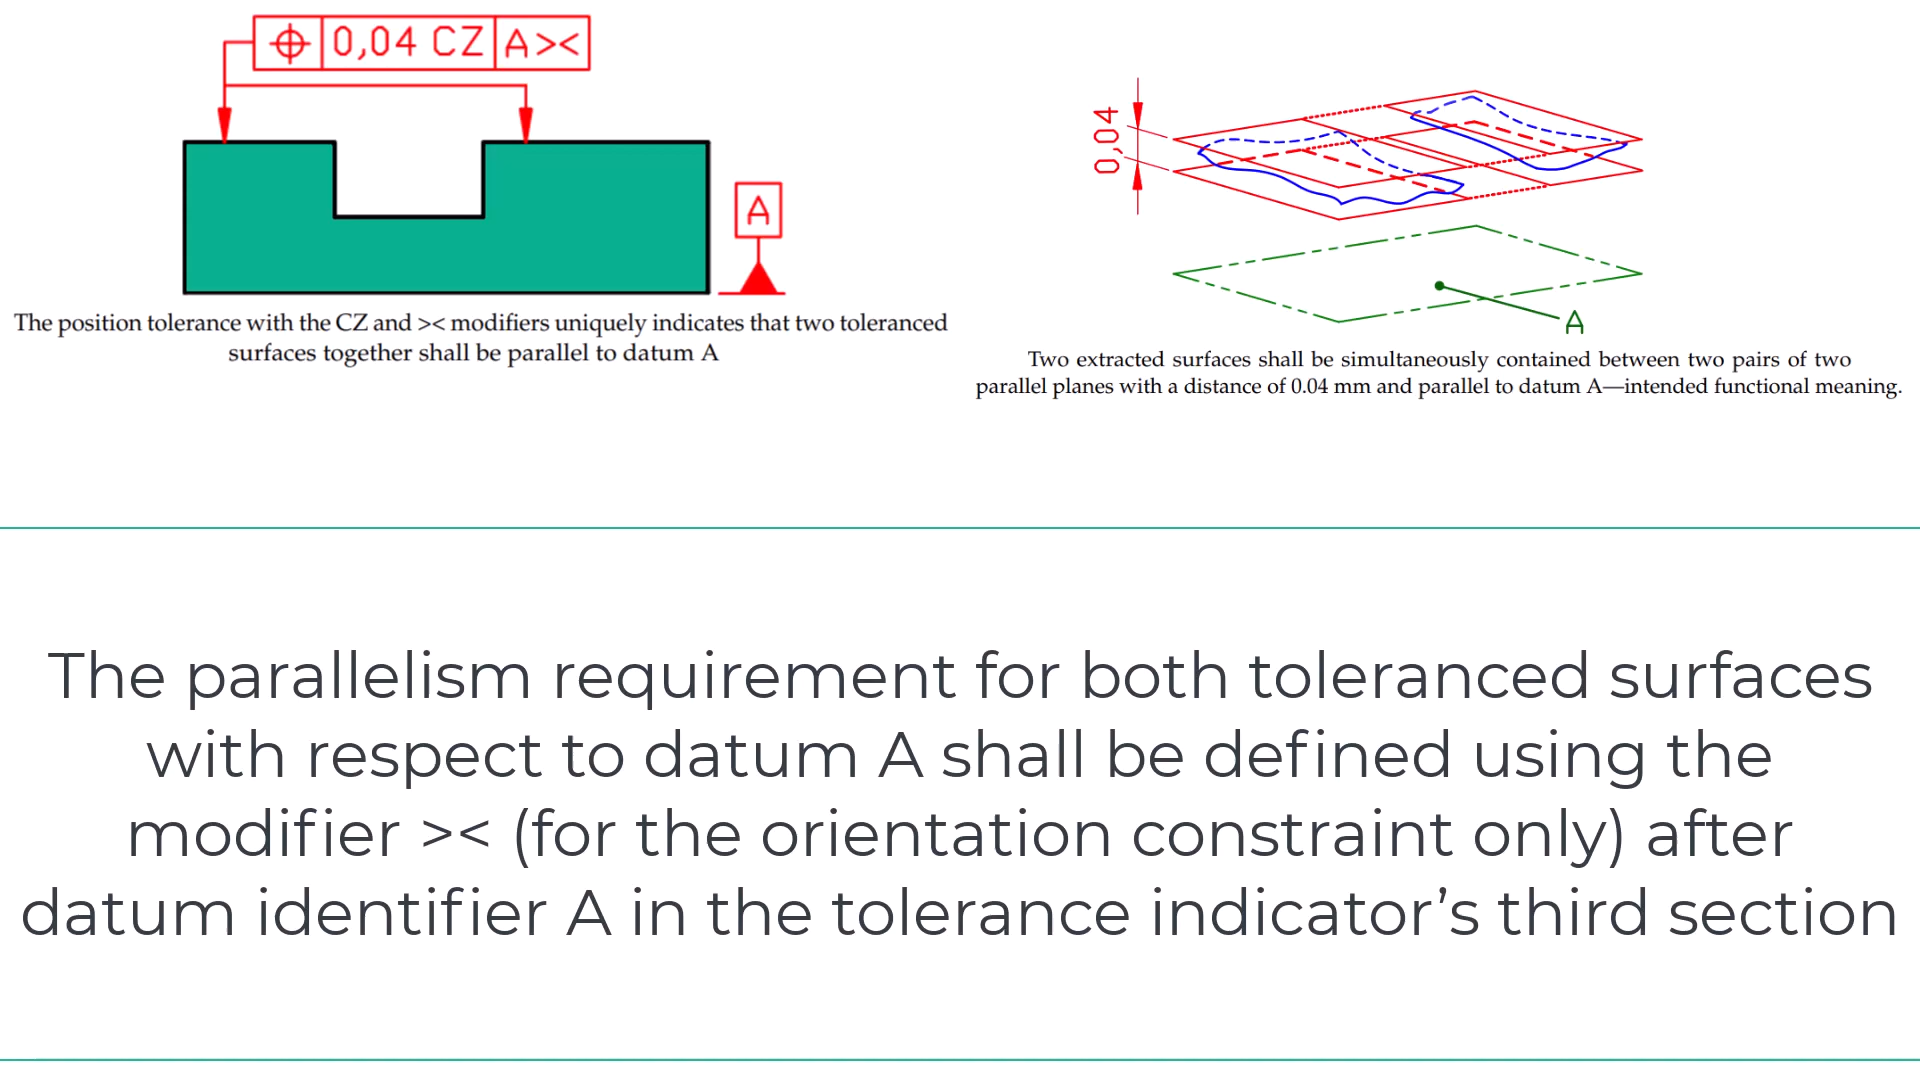 ⌖ 0,04 CZ A><
A
The position tolerance with the CZ and >< modifiers uniquely indicates that two toleranced
surfaces together shall be parallel to datum A
0,04
A
Two extracted surfaces shall be simultaneously contained between two pairs of two
parallel planes with a distance of 0.04 mm and parallel to datum A—intended functional meaning.
The parallelism requirement for both toleranced surfaces
with respect to datum A shall be defined using the
modifier >< (for the orientation constraint only) after
datum identifier A in the tolerance indicator’s third section